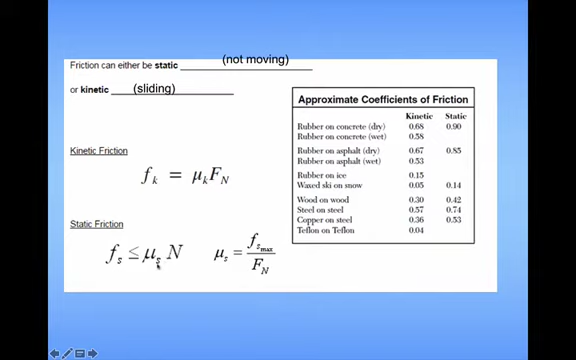 Friction can either be static (not moving)
or kinetic (sliding)
Kinetic Friction
f_k = μ_k F_N
Static Friction
f_s ≤ μ_s N μ_s = f_s max / F_N
Approximate Coefficients of Friction
Kinetic Static
Rubber on concrete (dry) 0.68 0.90
Rubber on concrete (wet) 0.58
Rubber on asphalt (dry) 0.67 0.85
Rubber on asphalt (wet) 0.53
Rubber on ice 0.15
Waxed ski on snow 0.05 0.14
Wood on wood 0.30 0.42
Steel on steel 0.57 0.74
Copper on steel 0.36 0.53
Teflon on Teflon 0.04